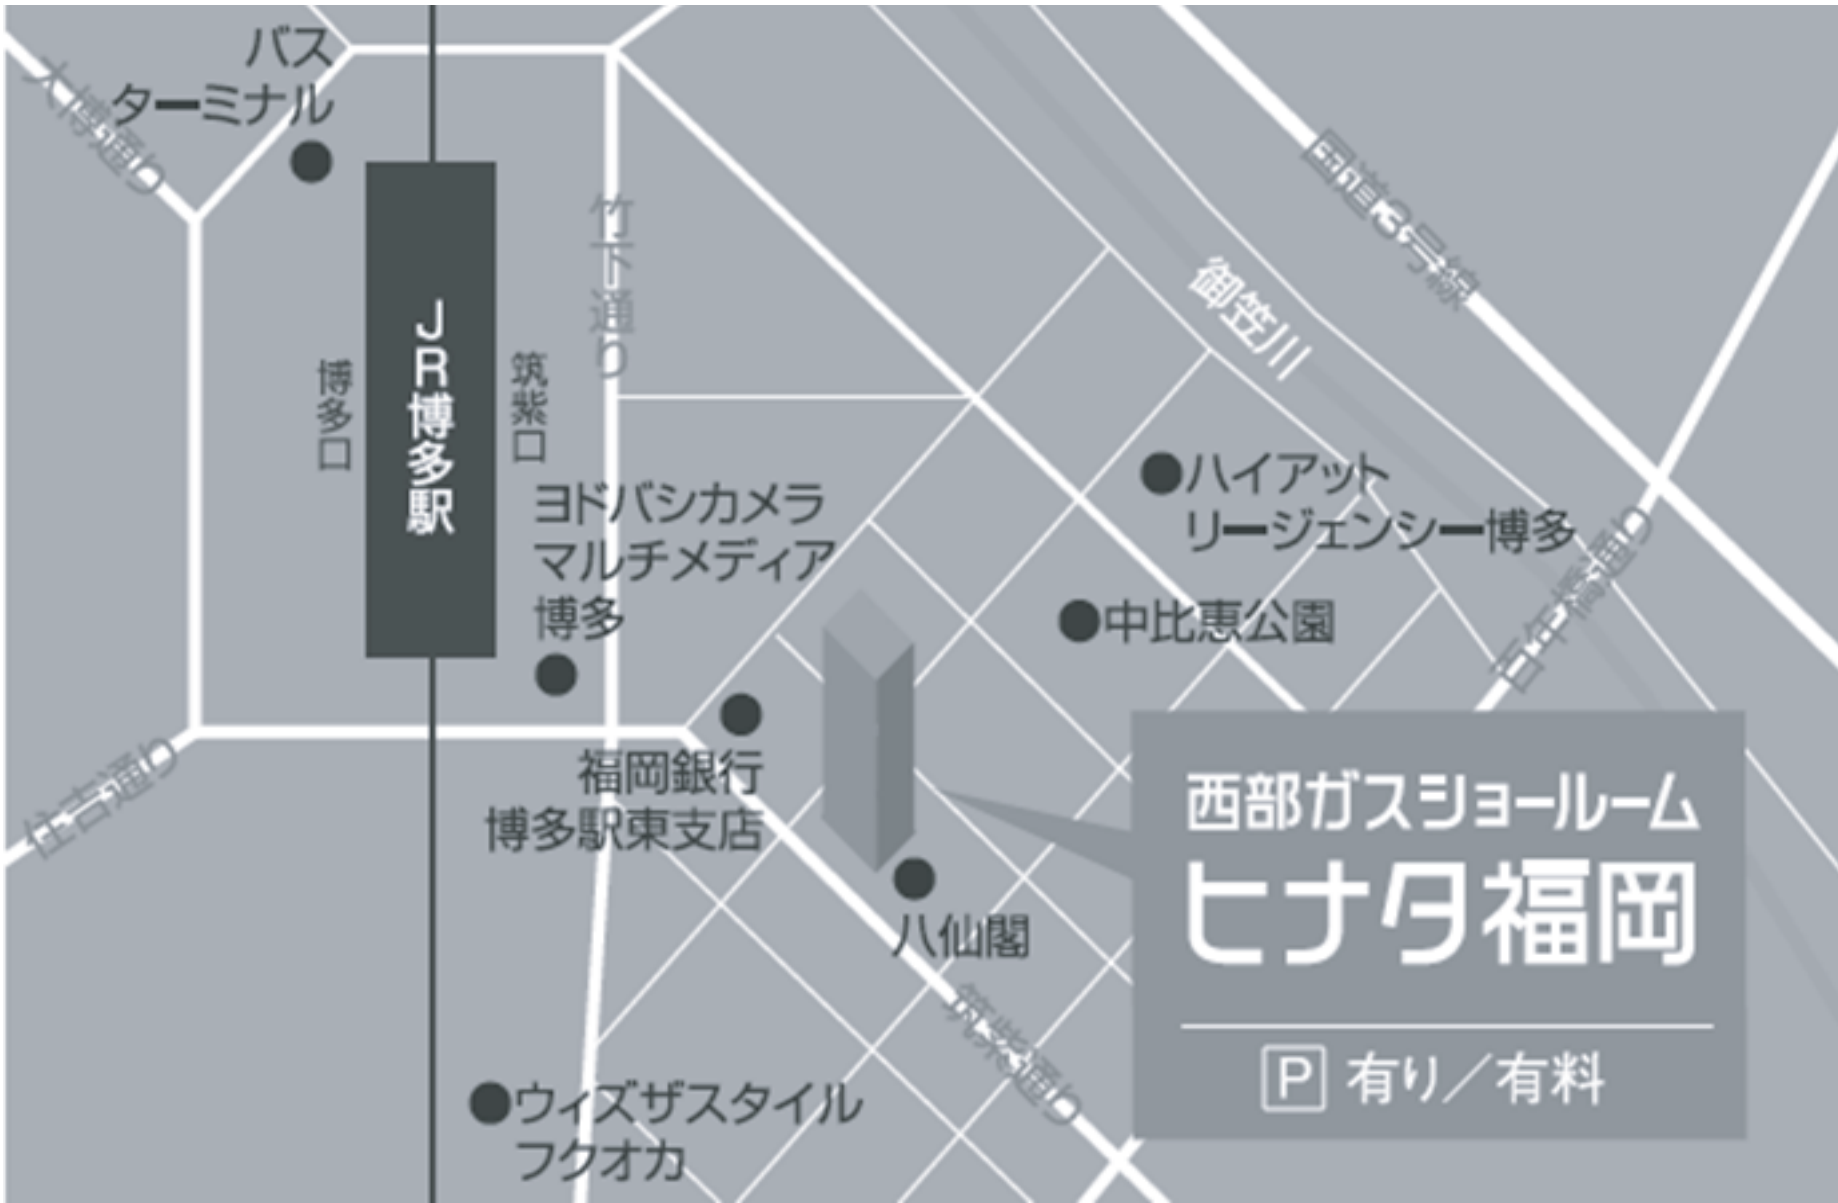 バス
ターミナル
大博通り
竹下通り
国道3号線
御笠川
JR博多駅
博多口
筑紫口
ヨドバシカメラ
マルチメディア
博多
ハイアット
リージェンシー博多
中比恵公園
百年橋通り
住吉通り
福岡銀行
博多駅東支店
八仙閣
筑紫通り
西部ガスショールーム
ヒナタ福岡
P 有り／有料
ウィズザスタイル
フクオカ